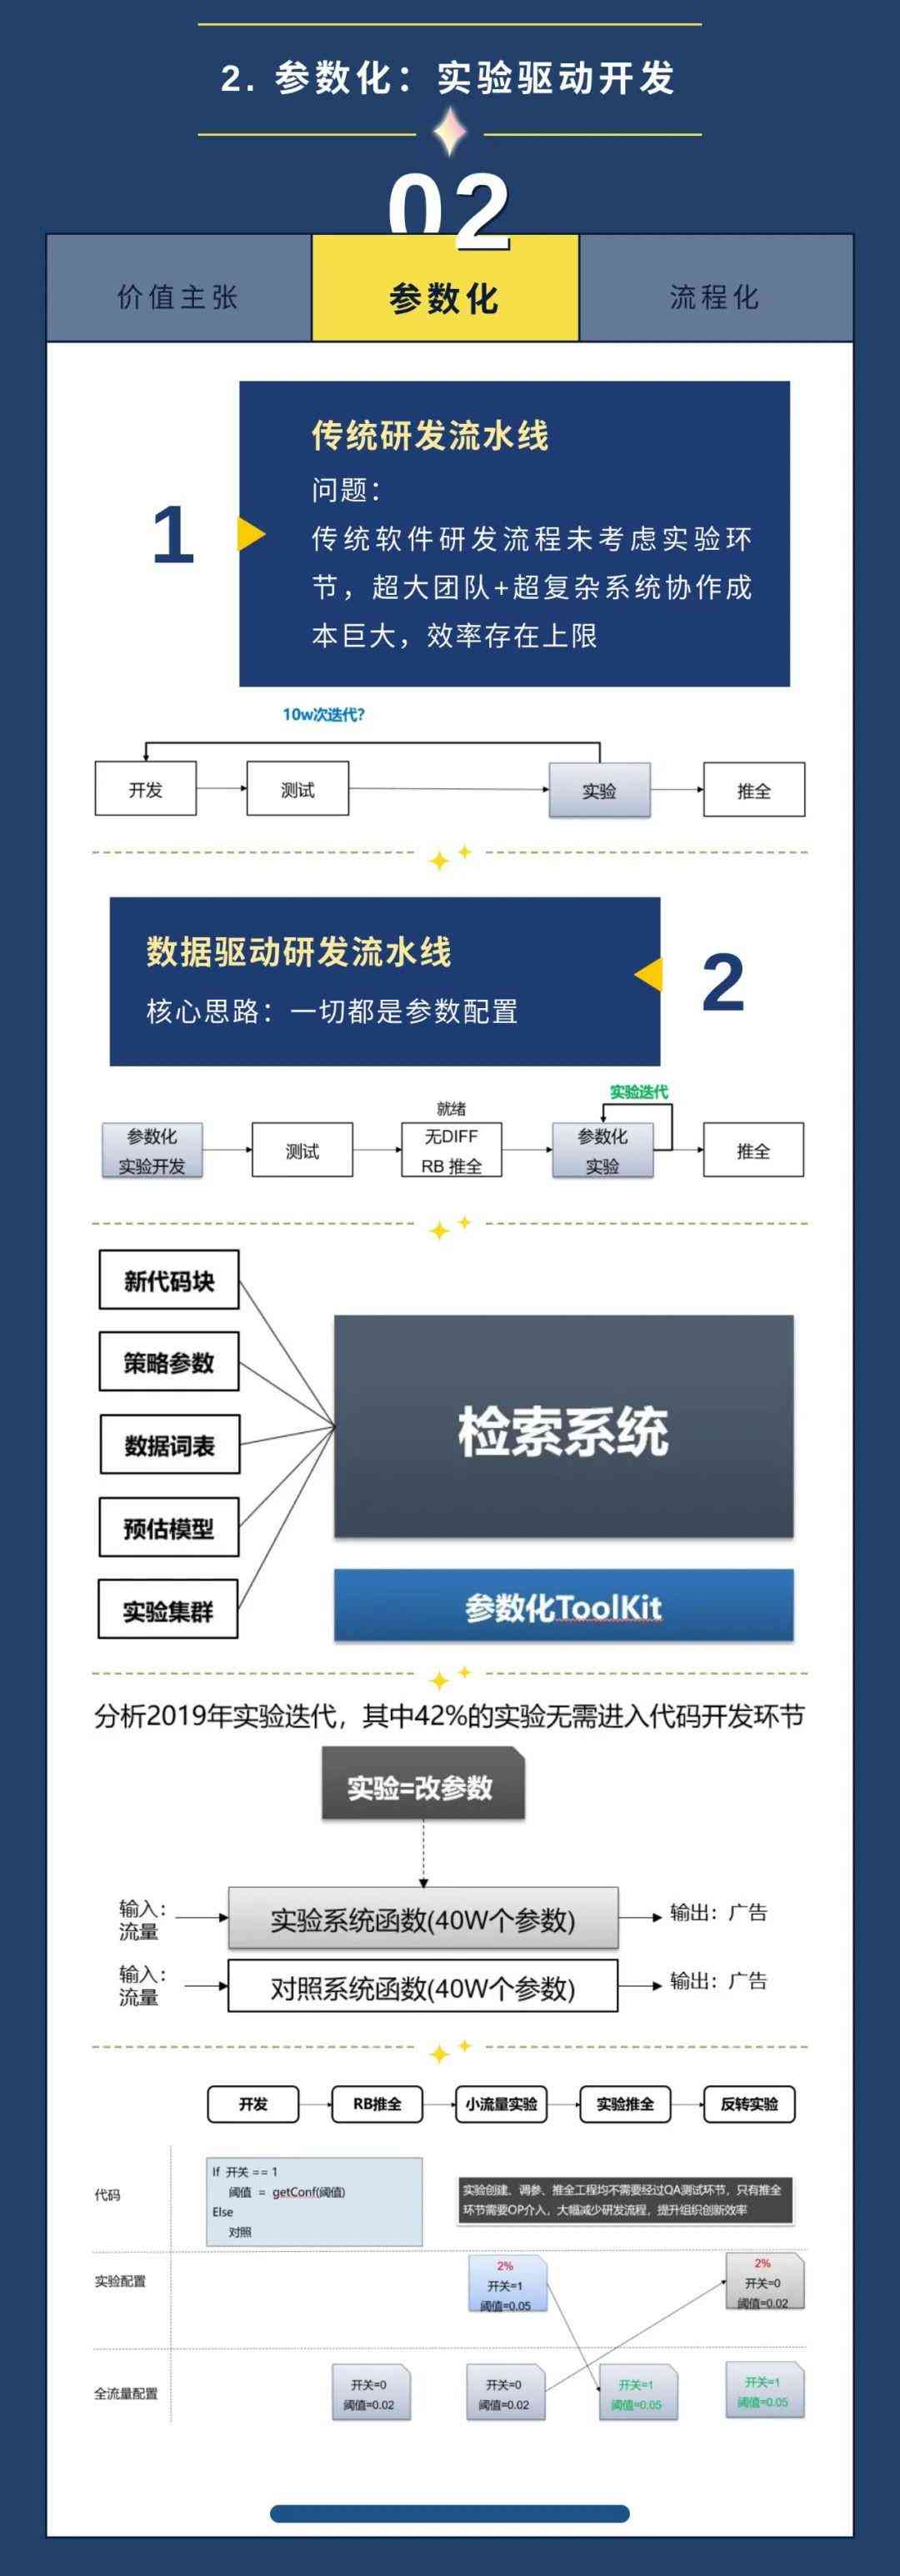 2. 参数化：实验驱动开发
02
价值主张
参数化
流程化
1
传统研发流水线
问题：
传统软件研发流程未考虑实验环
节，超大团队+超复杂系统协作成
本巨大，效率存在上限
10w次迭代?
开发
测试
实验
推全
数据驱动研发流水线
核心思路：一切都是参数配置
2
实验迭代
就绪
参数化
实验开发
测试
无DIFF
RB 推全
参数化
实验
推全
新代码块
策略参数
数据词表
预估模型
实验集群
检索系统
参数化ToolKit
分析2019年实验迭代，其中42%的实验无需进入代码开发环节
实验=改参数
输入：
流量
实验系统函数(40W个参数)
输出：广告
输入：
流量
对照系统函数(40W个参数)
输出：广告
开发
RB推全
小流量实验
实验推全
反转实验
代码
If 开关 == 1
阈值 = getConf(阈值)
Else
对照
实验创建、调参、推全工程均不需要经过QA测试环节，只有推全
环节需要OP介入，大幅减少研发流程，提升组织创新效率
实验配置
2%
开关=1
阈值=0.05
2%
开关=0
阈值=0.02
全流量配置
开关=0
阈值=0.02
开关=0
阈值=0.02
开关=1
阈值=0.05
开关=1
阈值=0.05